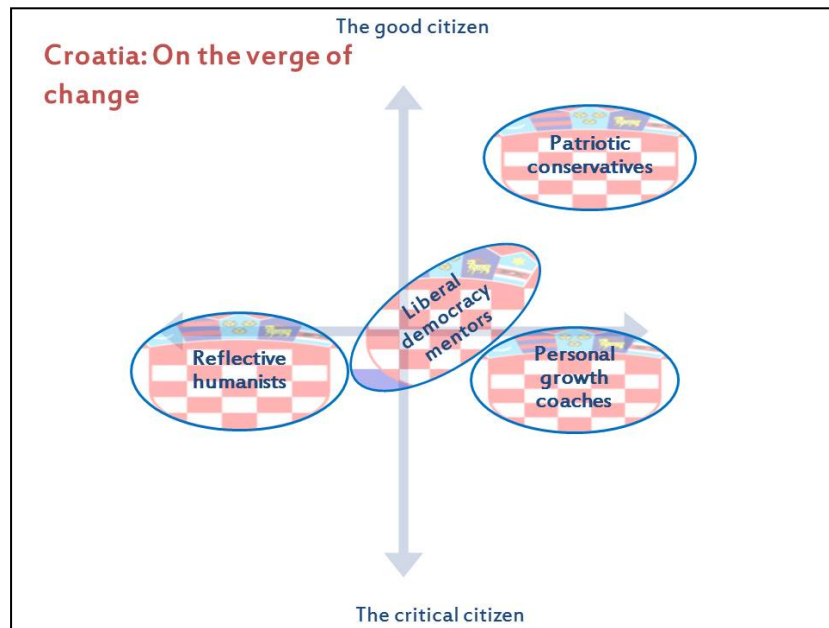 The good citizen
Croatia: On the verge of
change
Patriotic
conservatives
Liberal
democracy
mentors
Reflective
humanists
Personal
growth
coaches
The critical citizen